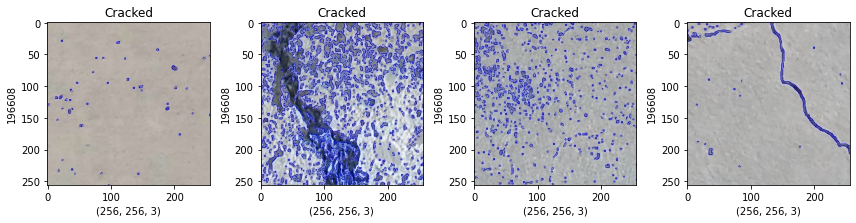 Cracked Cracked Cracked Cracked
0 0 0 0
50 50 50 50
100 100 100 100
150 150 150 150
200 200 200 200
250 250 250 250
196608 196608 196608 196608
0 100 200 0 100 200 0 100 200 0 100 200
(256, 256, 3) (256, 256, 3) (256, 256, 3) (256, 256, 3)